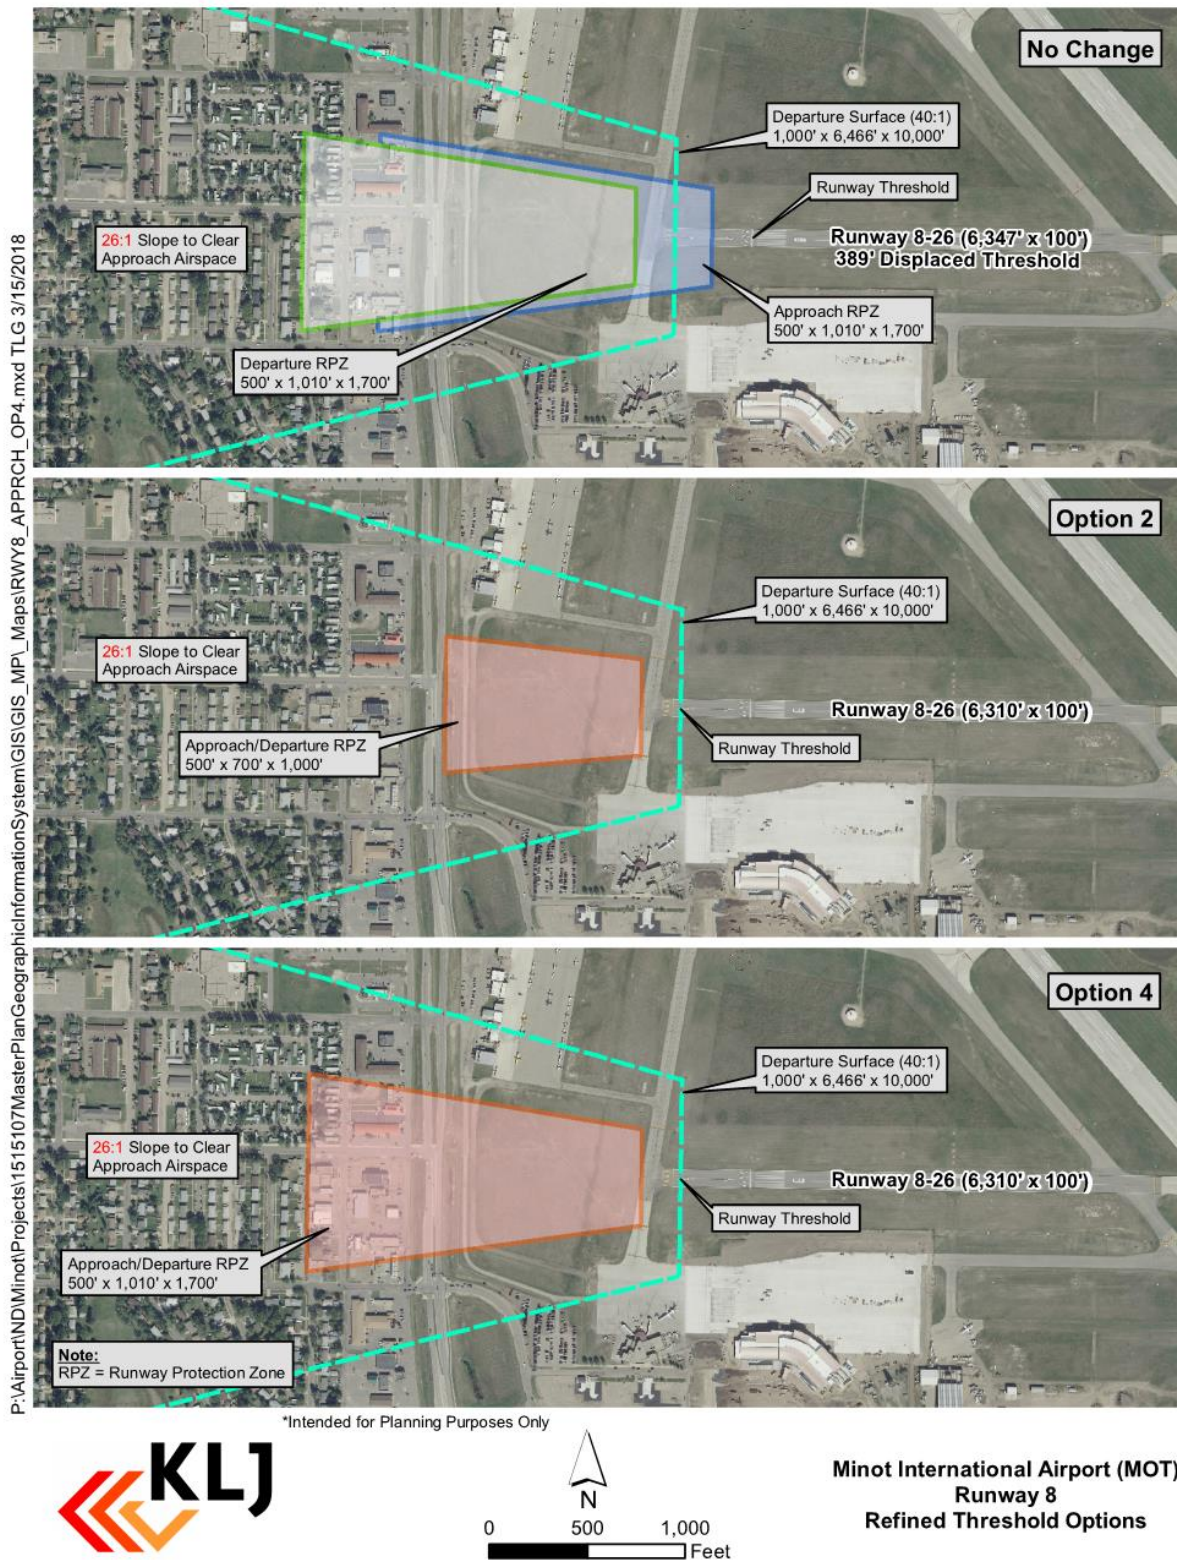 P:\Airport\ND\Minot\Projects\1515107MasterPlanGeographicInformationSystem\GIS\GIS_MP\_Maps\RWY8_APPRCH_OP4.mxd TLG 3/15/2018
No Change
Departure Surface (40:1)
1,000' x 6,466' x 10,000'
Runway Threshold
26:1 Slope to Clear
Approach Airspace
Runway 8-26 (6,347' x 100')
389' Displaced Threshold
Approach RPZ
500' x 1,010' x 1,700'
Departure RPZ
500' x 1,010' x 1,700'
Option 2
Departure Surface (40:1)
1,000' x 6,466' x 10,000'
26:1 Slope to Clear
Approach Airspace
Runway 8-26 (6,310' x 100')
Approach/Departure RPZ
500' x 700' x 1,000'
Runway Threshold
Option 4
Departure Surface (40:1)
1,000' x 6,466' x 10,000'
26:1 Slope to Clear
Approach Airspace
Runway 8-26 (6,310' x 100')
Runway Threshold
Approach/Departure RPZ
500' x 1,010' x 1,700'
Note:
RPZ = Runway Protection Zone
*Intended for Planning Purposes Only
KLJ
N
0 500 1,000
Feet
Minot International Airport (MOT)
Runway 8
Refined Threshold Options